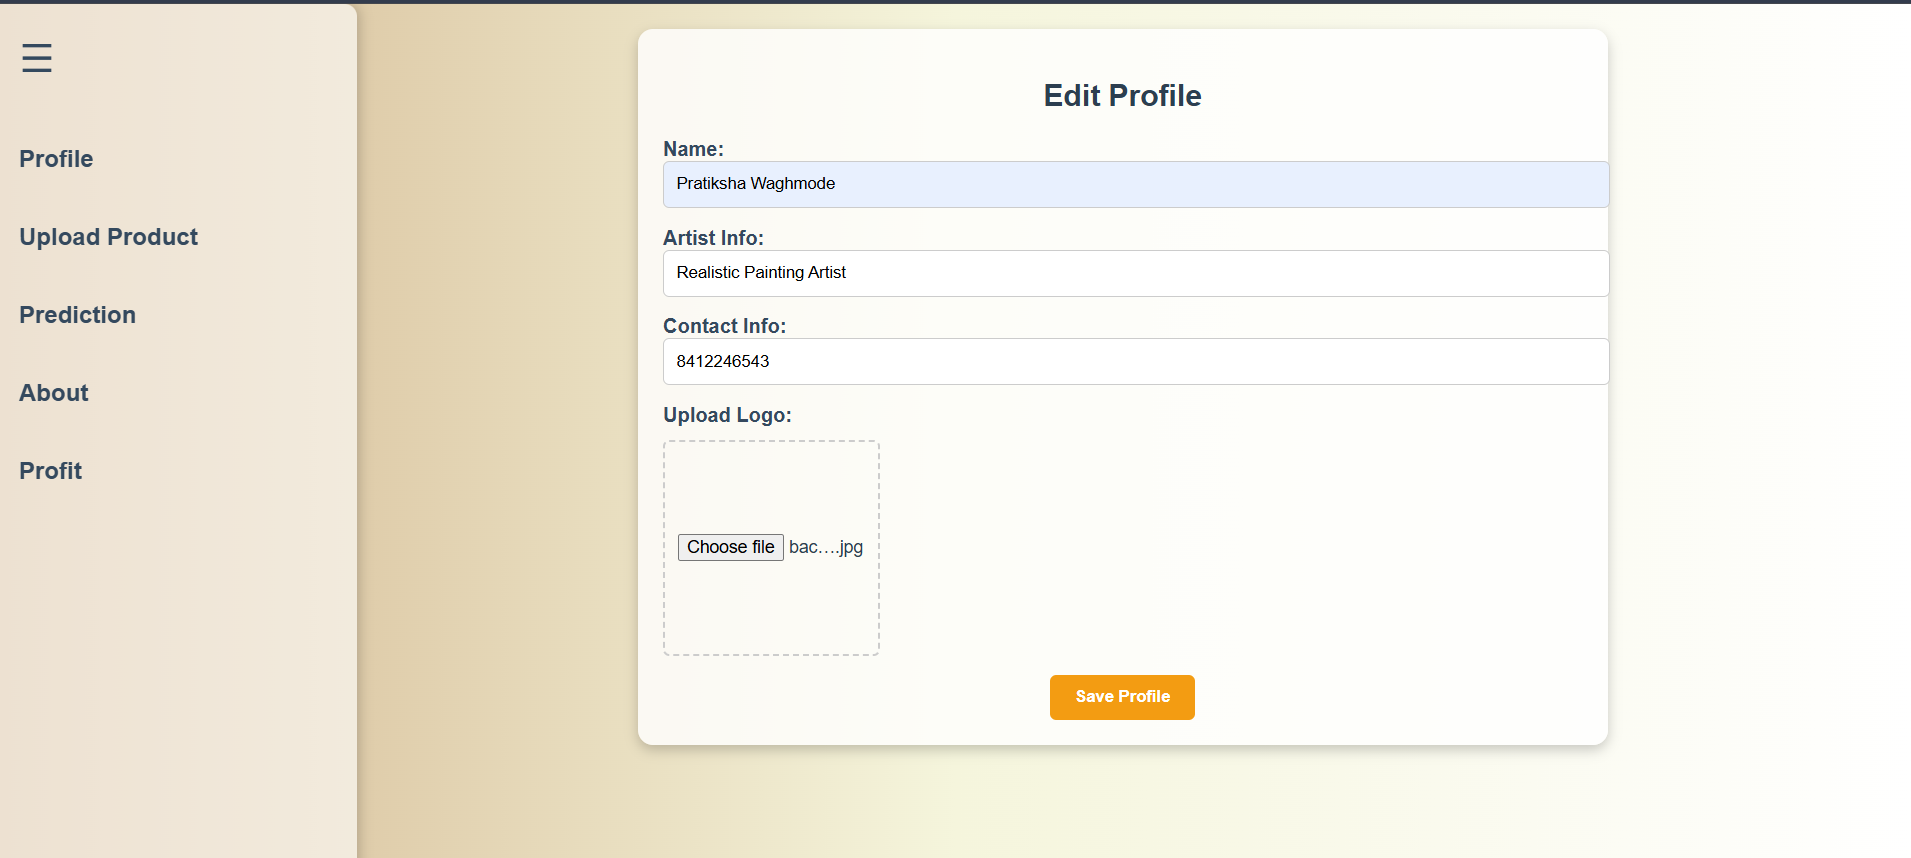 Profile
Upload Product
Prediction
About
Profit
Edit Profile
Name:
Pratiksha Waghmode
Artist Info:
Realistic Painting Artist
Contact Info:
8412246543
Upload Logo:
Choose file bac....jpg
Save Profile